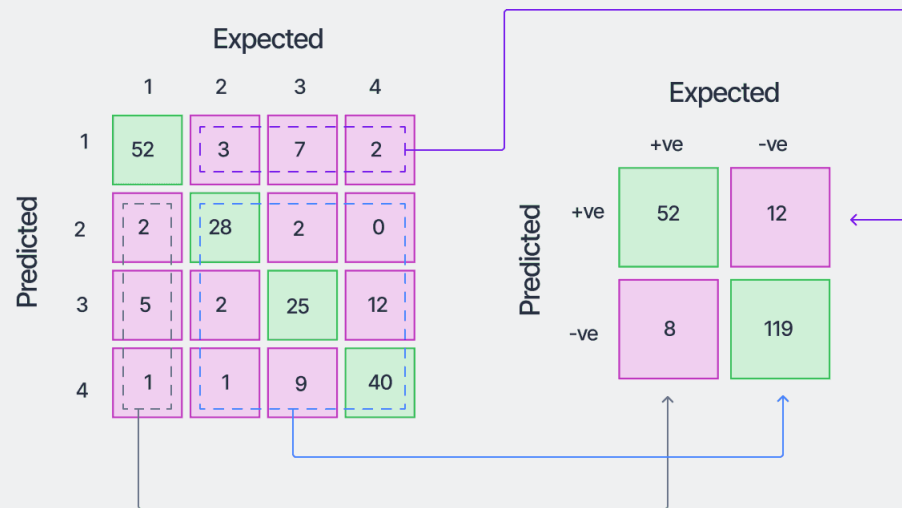 Expected
1 2 3 4
Predicted
1 52 3 7 2
2 2 28 2 0
3 5 2 25 12
4 1 1 9 40
Expected
+ve -ve
Predicted
+ve 52 12
-ve 8 119